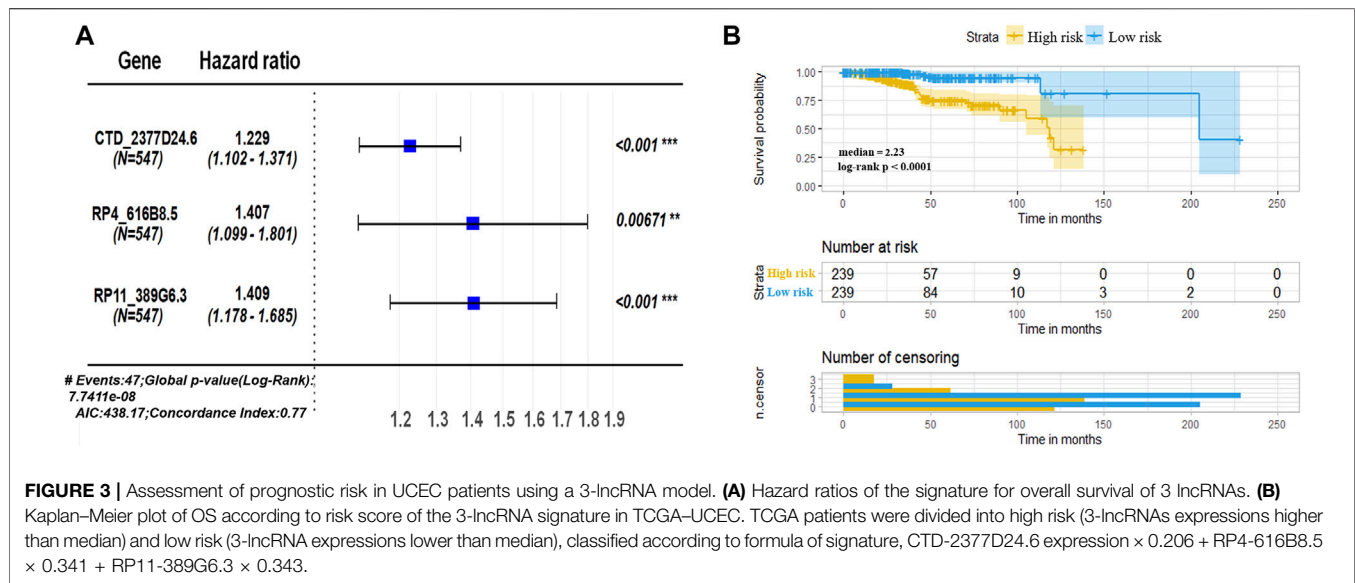 A
Gene Hazard ratio
CTD_2377D24.6 1.229 <0.001 ***
(N=547) (1.102 - 1.371)
RP4_616B8.5 1.407 0.00671 **
(N=547) (1.099 - 1.801)
RP11_389G6.3 1.409 <0.001 ***
(N=547) (1.178 - 1.685)
# Events:47;Global p-value(Log-Rank):
7.7411e-08
AIC:438.17;Concordance Index:0.77
1.2 1.3 1.4 1.5 1.6 1.7 1.8 1.9
B
Strata High risk Low risk
Survival probability
1.00
0.75
0.50
0.25
0.00
median = 2.23
log-rank p < 0.0001
0 50 100 150 200 250
Time in months
Number at risk
Strata
High risk 239 57 9 0 0 0
Low risk 239 84 10 3 2 0
0 50 100 150 200 250
Time in months
Number of censoring
n.censor
3
2
1
0
0 50 100 150 200 250
Time in months
FIGURE 3 | Assessment of prognostic risk in UCEC patients using a 3-lncRNA model. (A) Hazard ratios of the signature for overall survival of 3 lncRNAs. (B)
Kaplan–Meier plot of OS according to risk score of the 3-lncRNA signature in TCGA–UCEC. TCGA patients were divided into high risk (3-lncRNAs expressions higher
than median) and low risk (3-lncRNA expressions lower than median), classified according to formula of signature, CTD-2377D24.6 expression × 0.206 + RP4-616B8.5
× 0.341 + RP11-389G6.3 × 0.343.